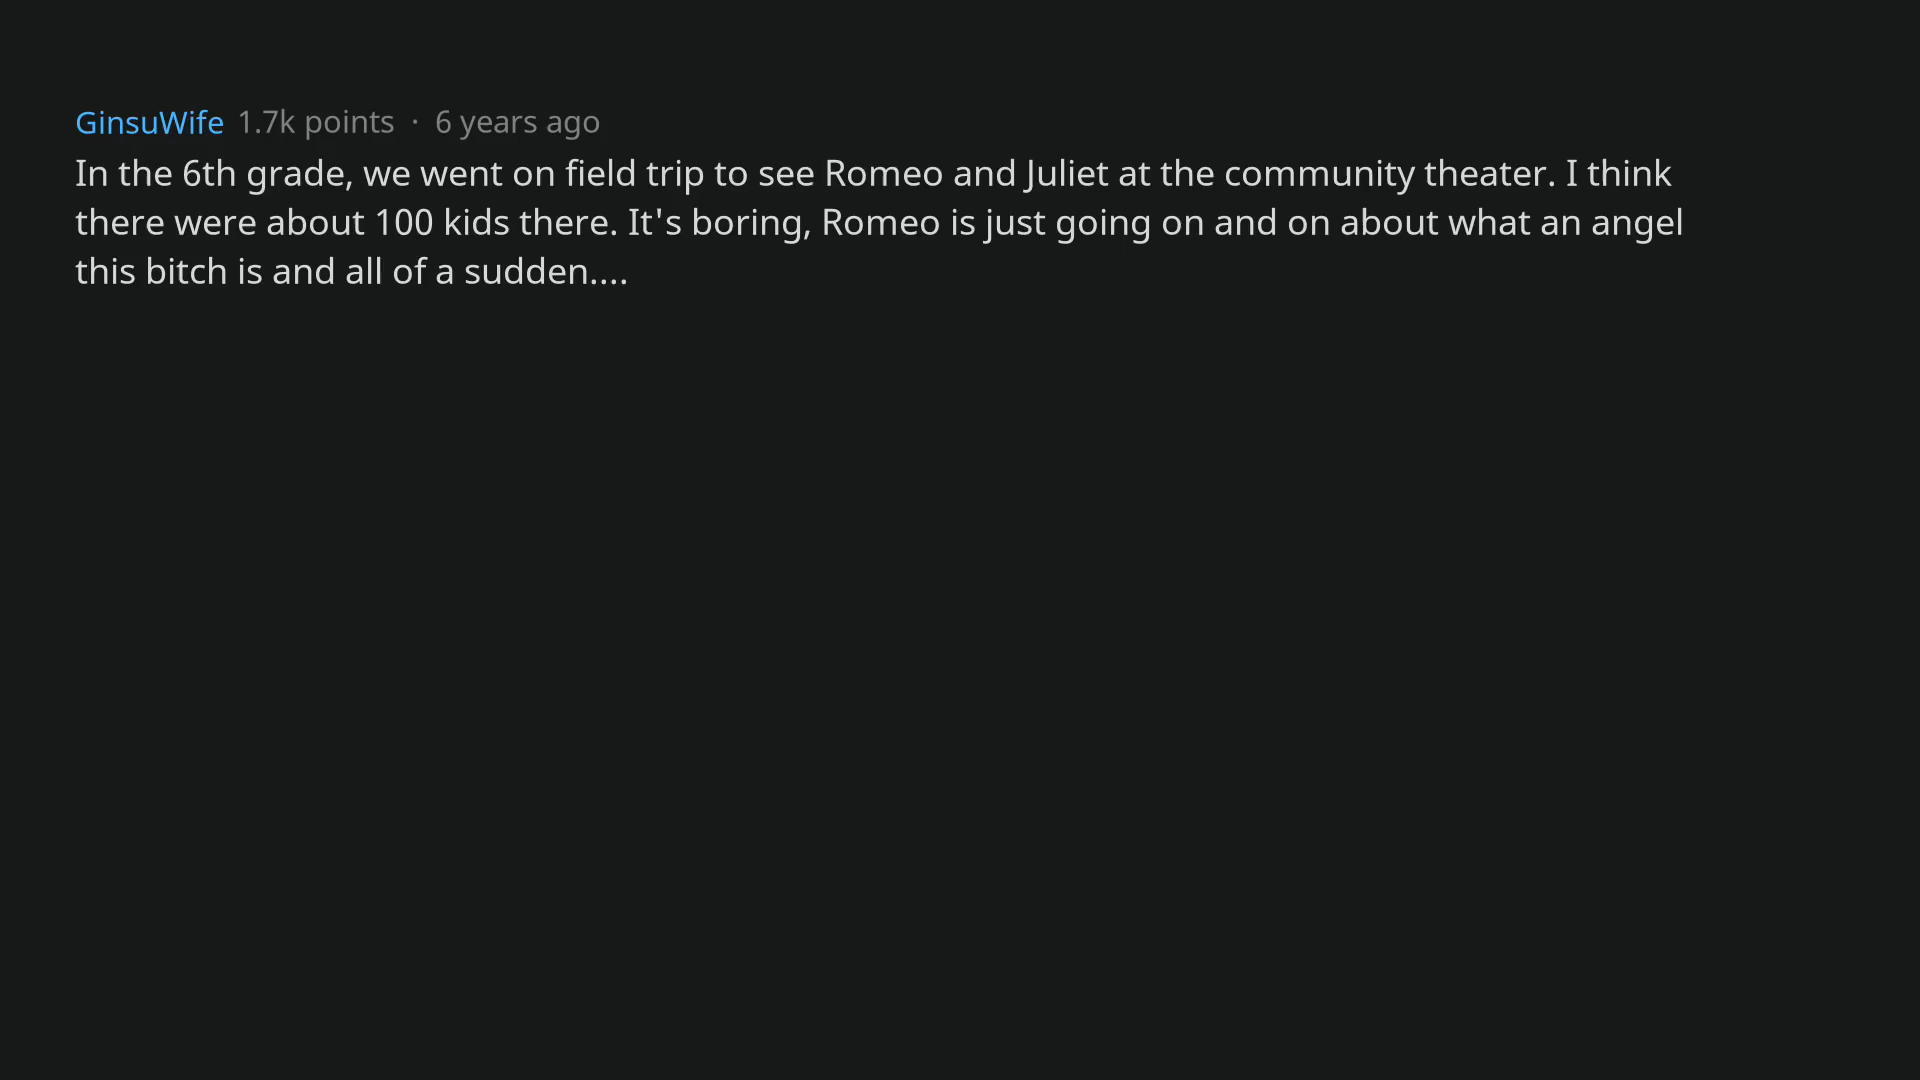 GinsuWife 1.7k points · 6 years ago
In the 6th grade, we went on field trip to see Romeo and Juliet at the community theater. I think
there were about 100 kids there. It's boring, Romeo is just going on and on about what an angel
this bitch is and all of a sudden....